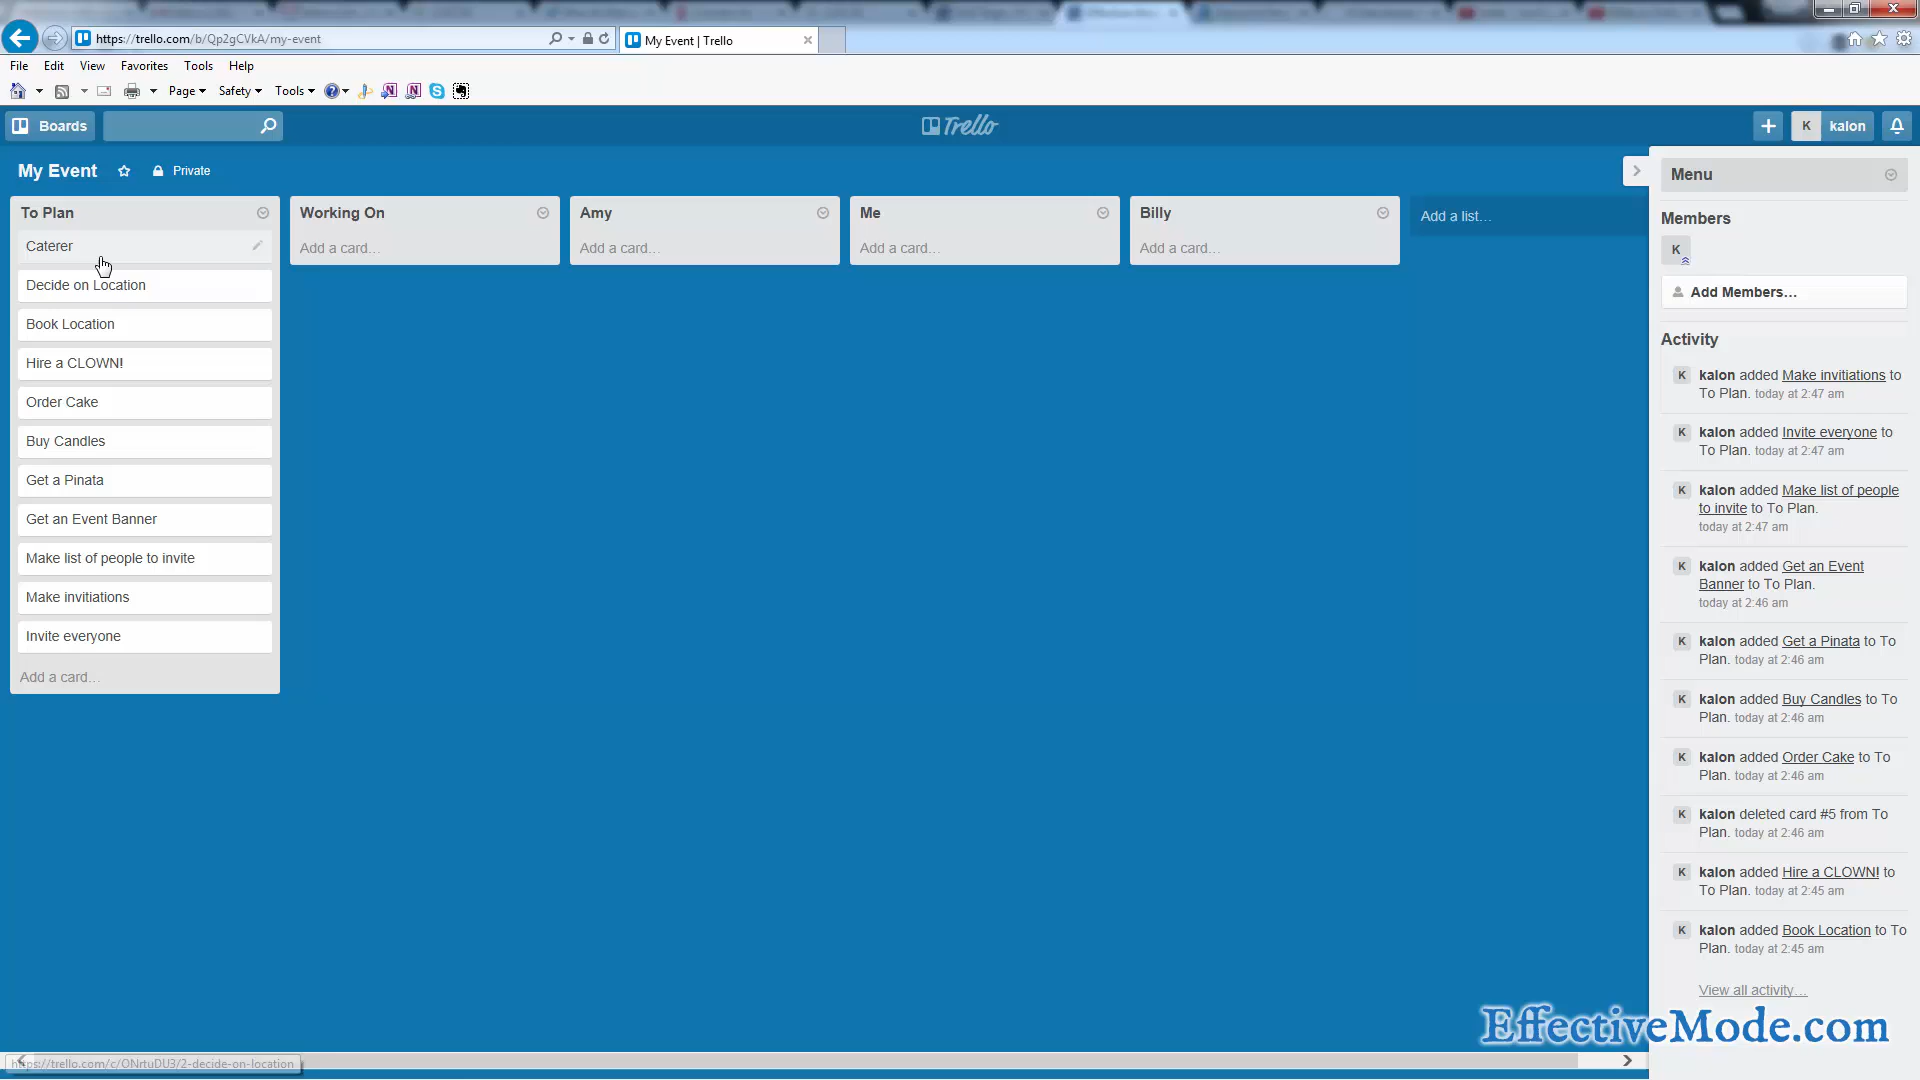 https://trello.com/b/Qp2gCVkA/my-event
My Event | Trello
File Edit View Favorites Tools Help
Page Safety Tools
Boards
Trello
K kalon
My Event Private
To Plan
Caterer
Decide on Location
Book Location
Hire a CLOWN!
Order Cake
Buy Candles
Get a Pinata
Get an Event Banner
Make list of people to invite
Make invitiations
Invite everyone
Add a card…
Working On
Add a card…
Amy
Add a card…
Me
Add a card…
Billy
Add a card…
Add a list…
Menu
Members
K
Add Members…
Activity
K kalon added Make invitiations to
To Plan. today at 2:47 am
K kalon added Invite everyone to
To Plan. today at 2:47 am
K kalon added Make list of people
to invite to To Plan.
today at 2:47 am
K kalon added Get an Event
Banner to To Plan.
today at 2:46 am
K kalon added Get a Pinata to To
Plan. today at 2:46 am
K kalon added Buy Candles to To
Plan. today at 2:46 am
K kalon added Order Cake to To
Plan. today at 2:46 am
K kalon deleted card #5 from To
Plan. today at 2:46 am
K kalon added Hire a CLOWN! to
To Plan. today at 2:45 am
K kalon added Book Location to To
Plan. today at 2:45 am
View all activity…
EffectiveMode.com
https://trello.com/c/ONrtuDU3/2-decide-on-location